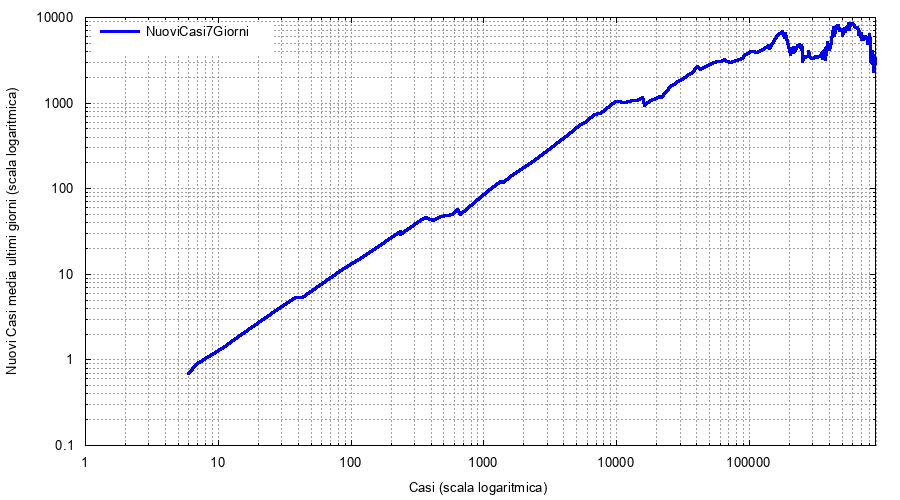 10000
NuoviCasi7Giorni
1000
100
10
1
0.1
Nuovi Casi media ultimi giorni (scala logaritmica)
1 10 100 1000 10000 100000
Casi (scala logaritmica)